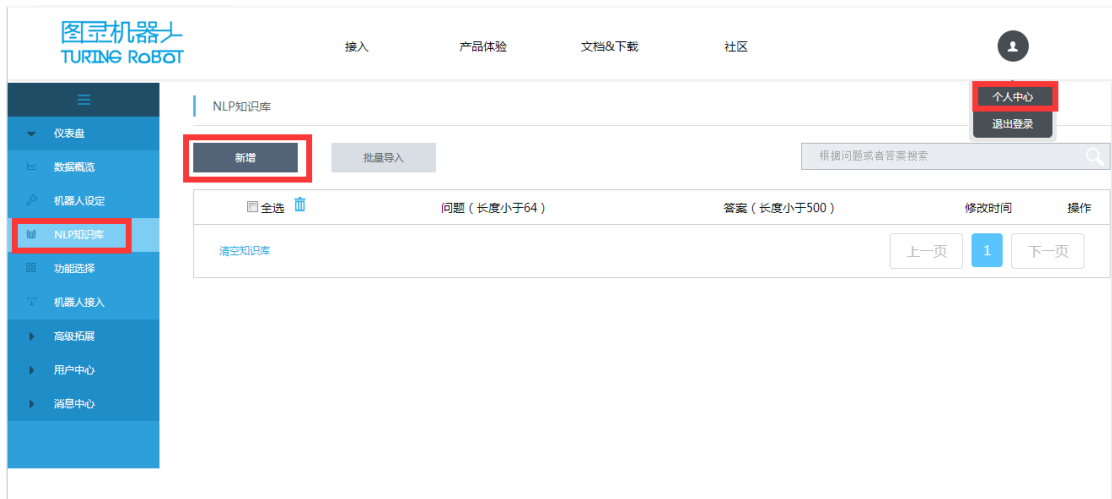 图灵机器人
TURING ROBOT
接入 产品体验 文档&下载 社区
个人中心
退出登录
仪表盘
数据概览
机器人设定
NLP知识库
功能选择
机器人接入
高级拓展
用户中心
消息中心
NLP知识库
新增 批量导入 根据问题或者答案搜索
全选 问题（长度小于64） 答案（长度小于500） 修改时间 操作
清空知识库 上一页 1 下一页